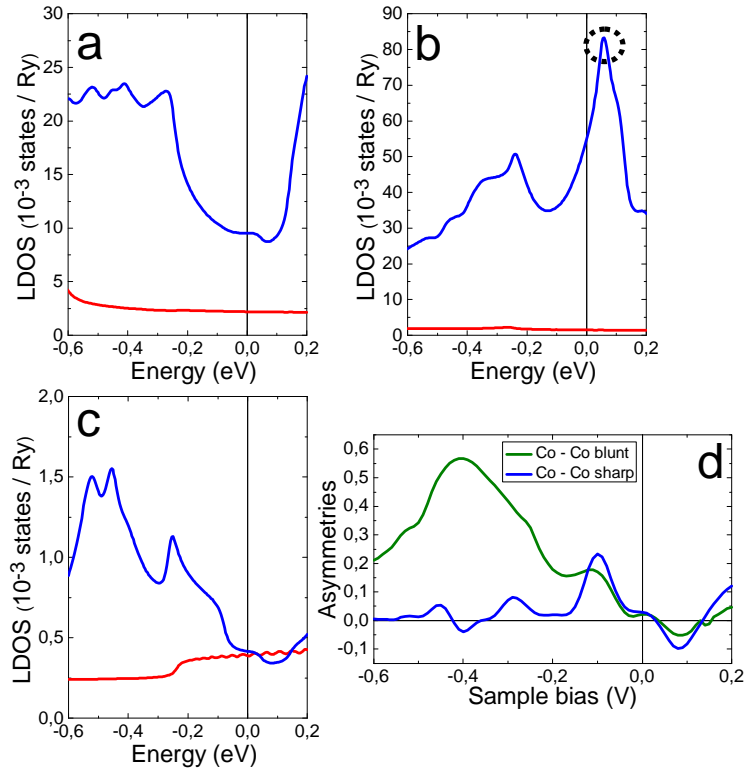 a
LDOS (10-3 states / Ry)
30
25
20
15
10
5
0
-0,6 -0,4 -0,2 0,0 0,2
Energy (eV)
b
LDOS (10-3 states / Ry)
90
80
70
60
50
40
30
20
10
0
-0,6 -0,4 -0,2 0,0 0,2
Energy (eV)
c
LDOS (10-3 states / Ry)
2,0
1,5
1,0
0,5
0,0
-0,6 -0,4 -0,2 0,0 0,2
Energy (eV)
d
Co - Co blunt
Co - Co sharp
Asymmetries
0,6
0,5
0,4
0,3
0,2
0,1
0,0
-0,1
-0,6 -0,4 -0,2 0,0 0,2
Sample bias (V)